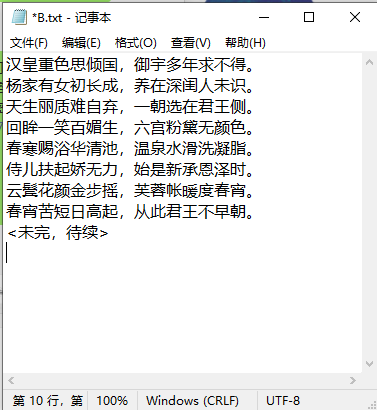 *B.txt - 记事本
文件(F) 编辑(E) 格式(O) 查看(V) 帮助(H)
汉皇重色思倾国，御宇多年求不得。
杨家有女初长成，养在深闺人未识。
天生丽质难自弃，一朝选在君王侧。
回眸一笑百媚生，六宫粉黛无颜色。
春寒赐浴华清池，温泉水滑洗凝脂。
侍儿扶起娇无力，始是新承恩泽时。
云鬓花颜金步摇，芙蓉帐暖度春宵。
春宵苦短日高起，从此君王不早朝。
<未完，待续>
第 10 行，第 100% Windows (CRLF) UTF-8